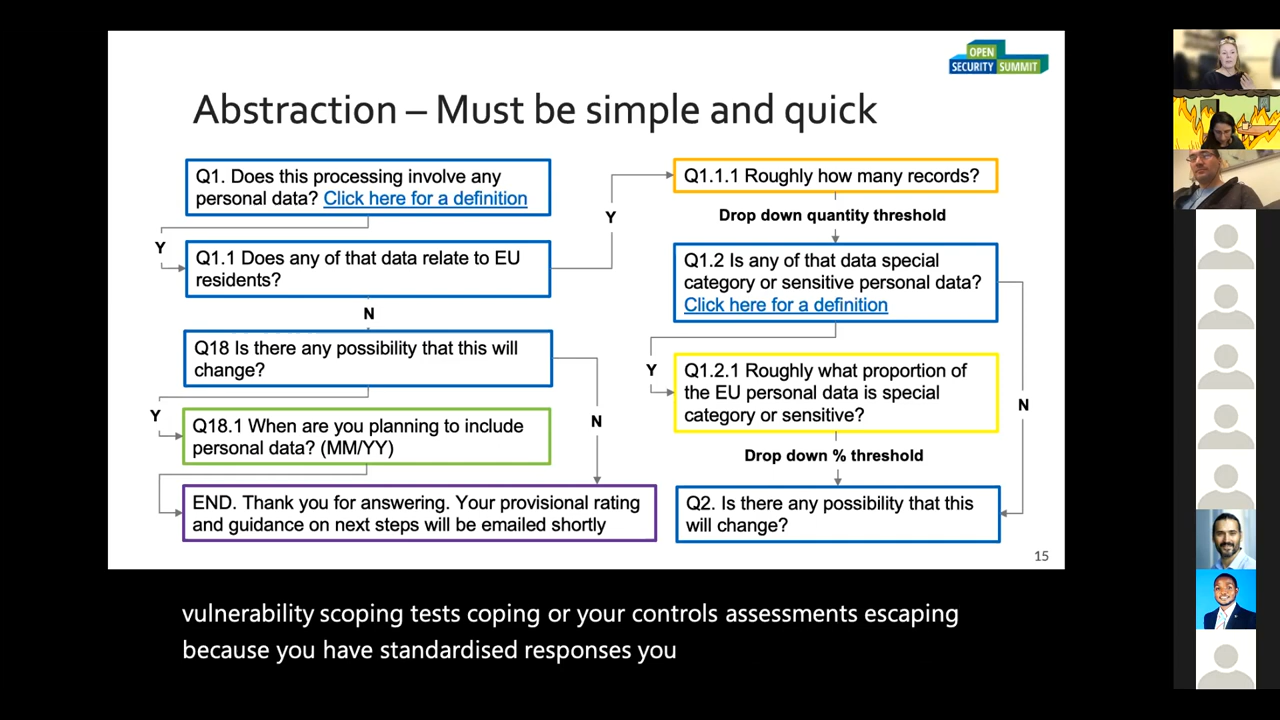 OPEN
SECURITY SUMMIT
Abstraction – Must be simple and quick
Q1. Does this processing involve any
personal data? Click here for a definition
Y
Q1.1 Does any of that data relate to EU
residents?
N
Q18 Is there any possibility that this will
change?
Y
N
Q18.1 When are you planning to include
personal data? (MM/YY)
END. Thank you for answering. Your provisional rating
and guidance on next steps will be emailed shortly
Y
Q1.1.1 Roughly how many records?
Drop down quantity threshold
Q1.2 Is any of that data special
category or sensitive personal data?
Click here for a definition
Y
N
Q1.2.1 Roughly what proportion of
the EU personal data is special
category or sensitive?
Drop down % threshold
Q2. Is there any possibility that this
will change?
15
vulnerability scoping tests coping or your controls assessments escaping
because you have standardised responses you